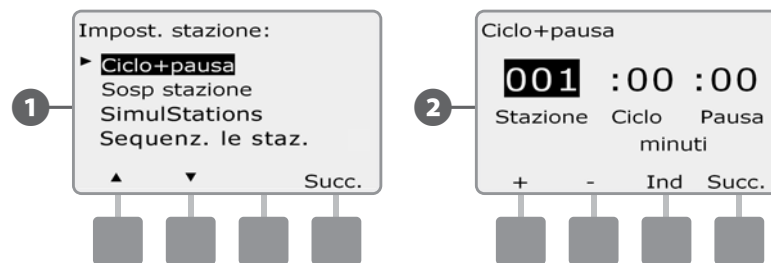 1
Impost. stazione:
► Ciclo+pausa
Sosp stazione
SimulStations
Sequenz. le staz.
▲ ▼ Succ.
2
Ciclo+pausa
001 :00 :00
Stazione Ciclo Pausa
minuti
+ - Ind Succ.